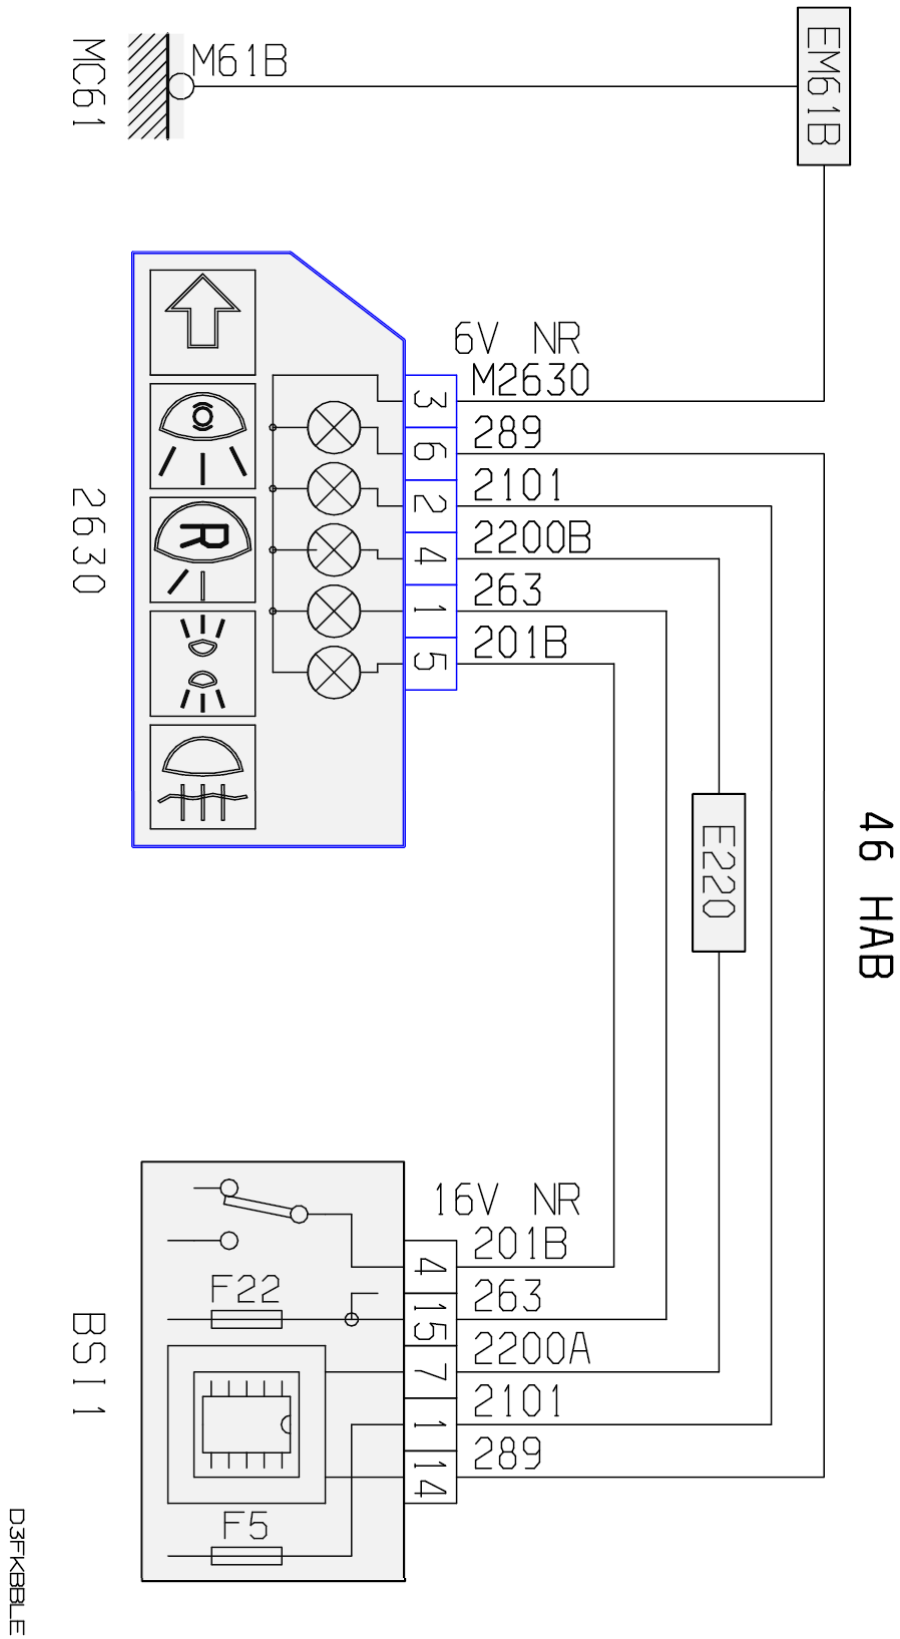 EM61B
M61B
MC61
6V NR
M2630
3
289
6
2101
2
2200B
4
263
1
201B
5
R
2630
E220
46 HAB
16V NR
201B
4
263
15
F22
2200A
7
2101
1
289
14
F5
BSI1
D3FKBBLE